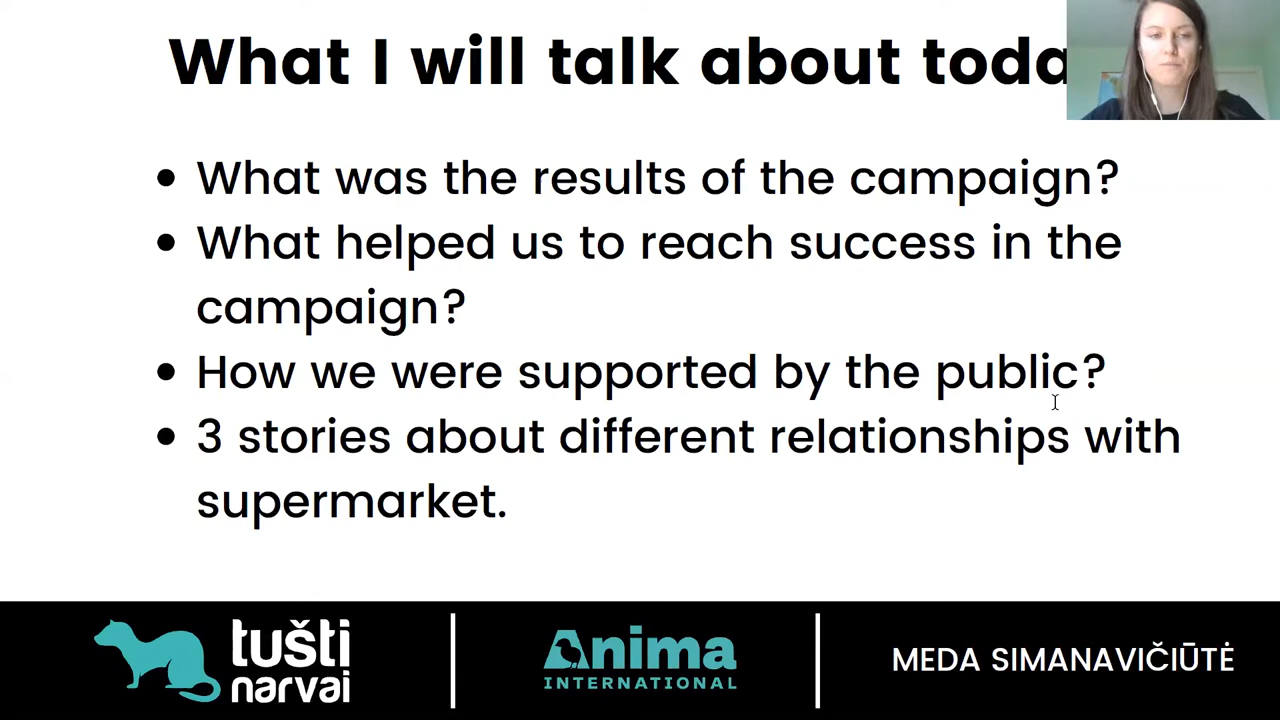 What I will talk about toda
• What was the results of the campaign?
• What helped us to reach success in the
campaign?
• How we were supported by the public?
• 3 stories about different relationships with
supermarket.
tušti
narvai
Anima
INTERNATIONAL
MEDA SIMANAVIČIŪTĖ